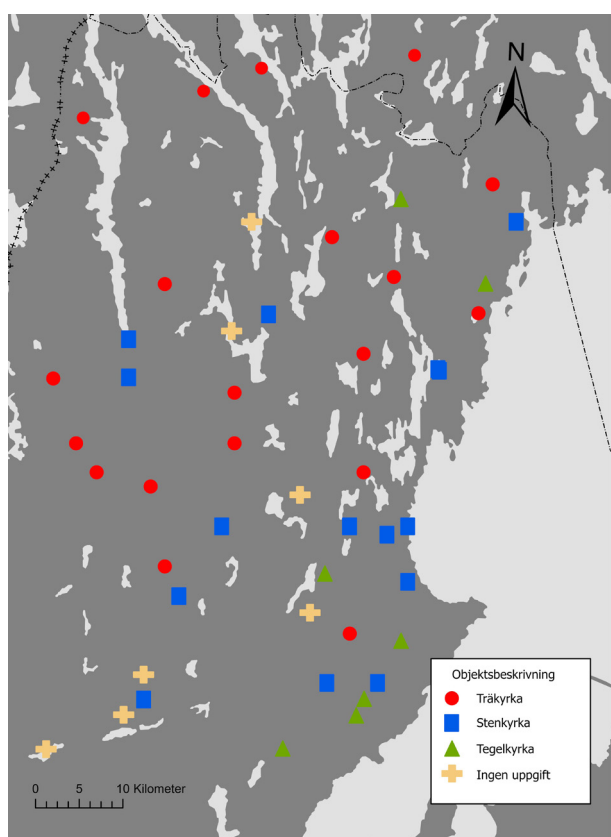 N
Objektsbeskrivning
Träkyrka
Stenkyrka
Tegelkyrka
Ingen uppgift
0 5 10 Kilometer